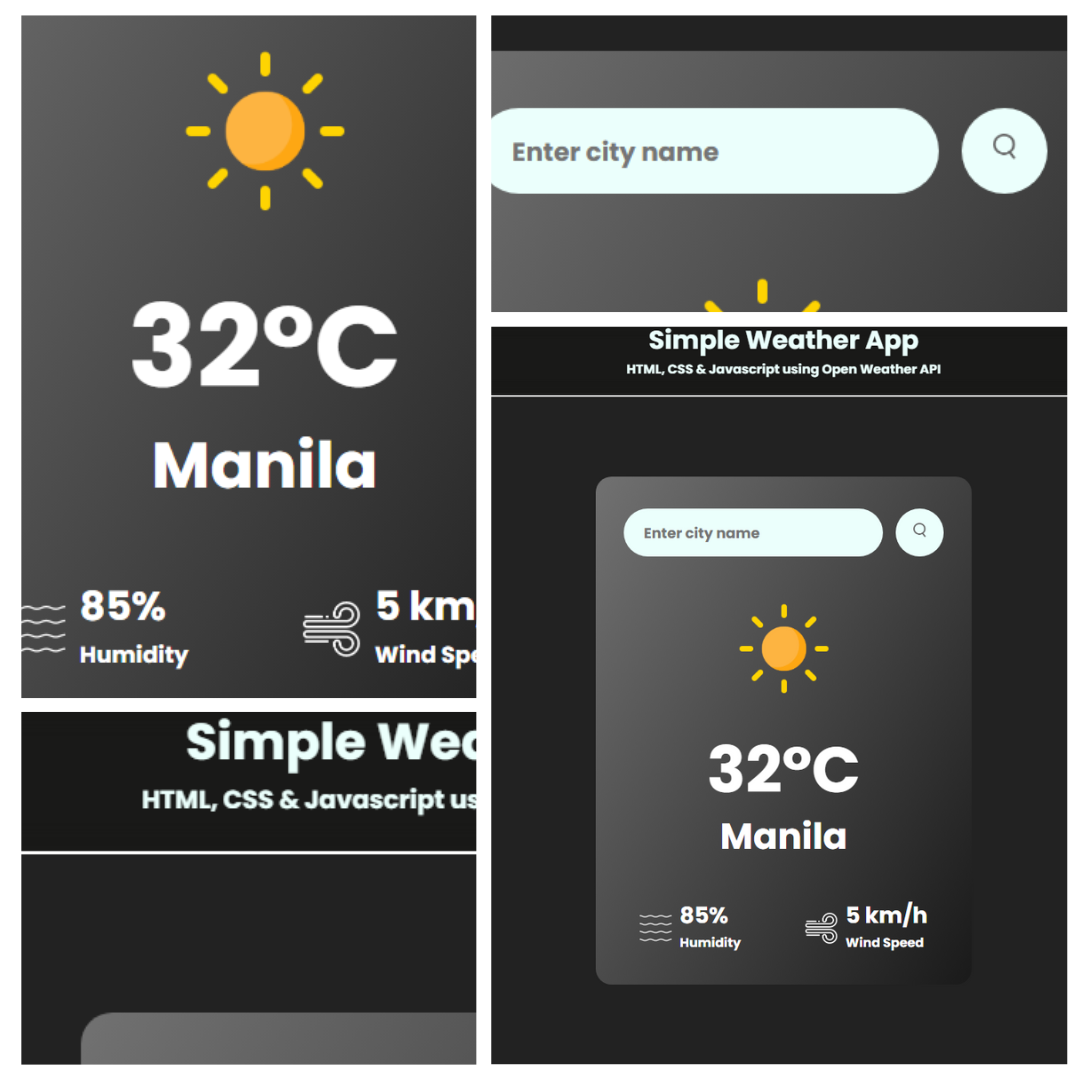 32°C
Manila
85%
Humidity
5 km
Wind Spe
Simple Wea
HTML, CSS & Javascript us
Enter city name
Simple Weather App
HTML, CSS & Javascript using Open Weather API
Enter city name
32°C
Manila
85%
Humidity
5 km/h
Wind Speed